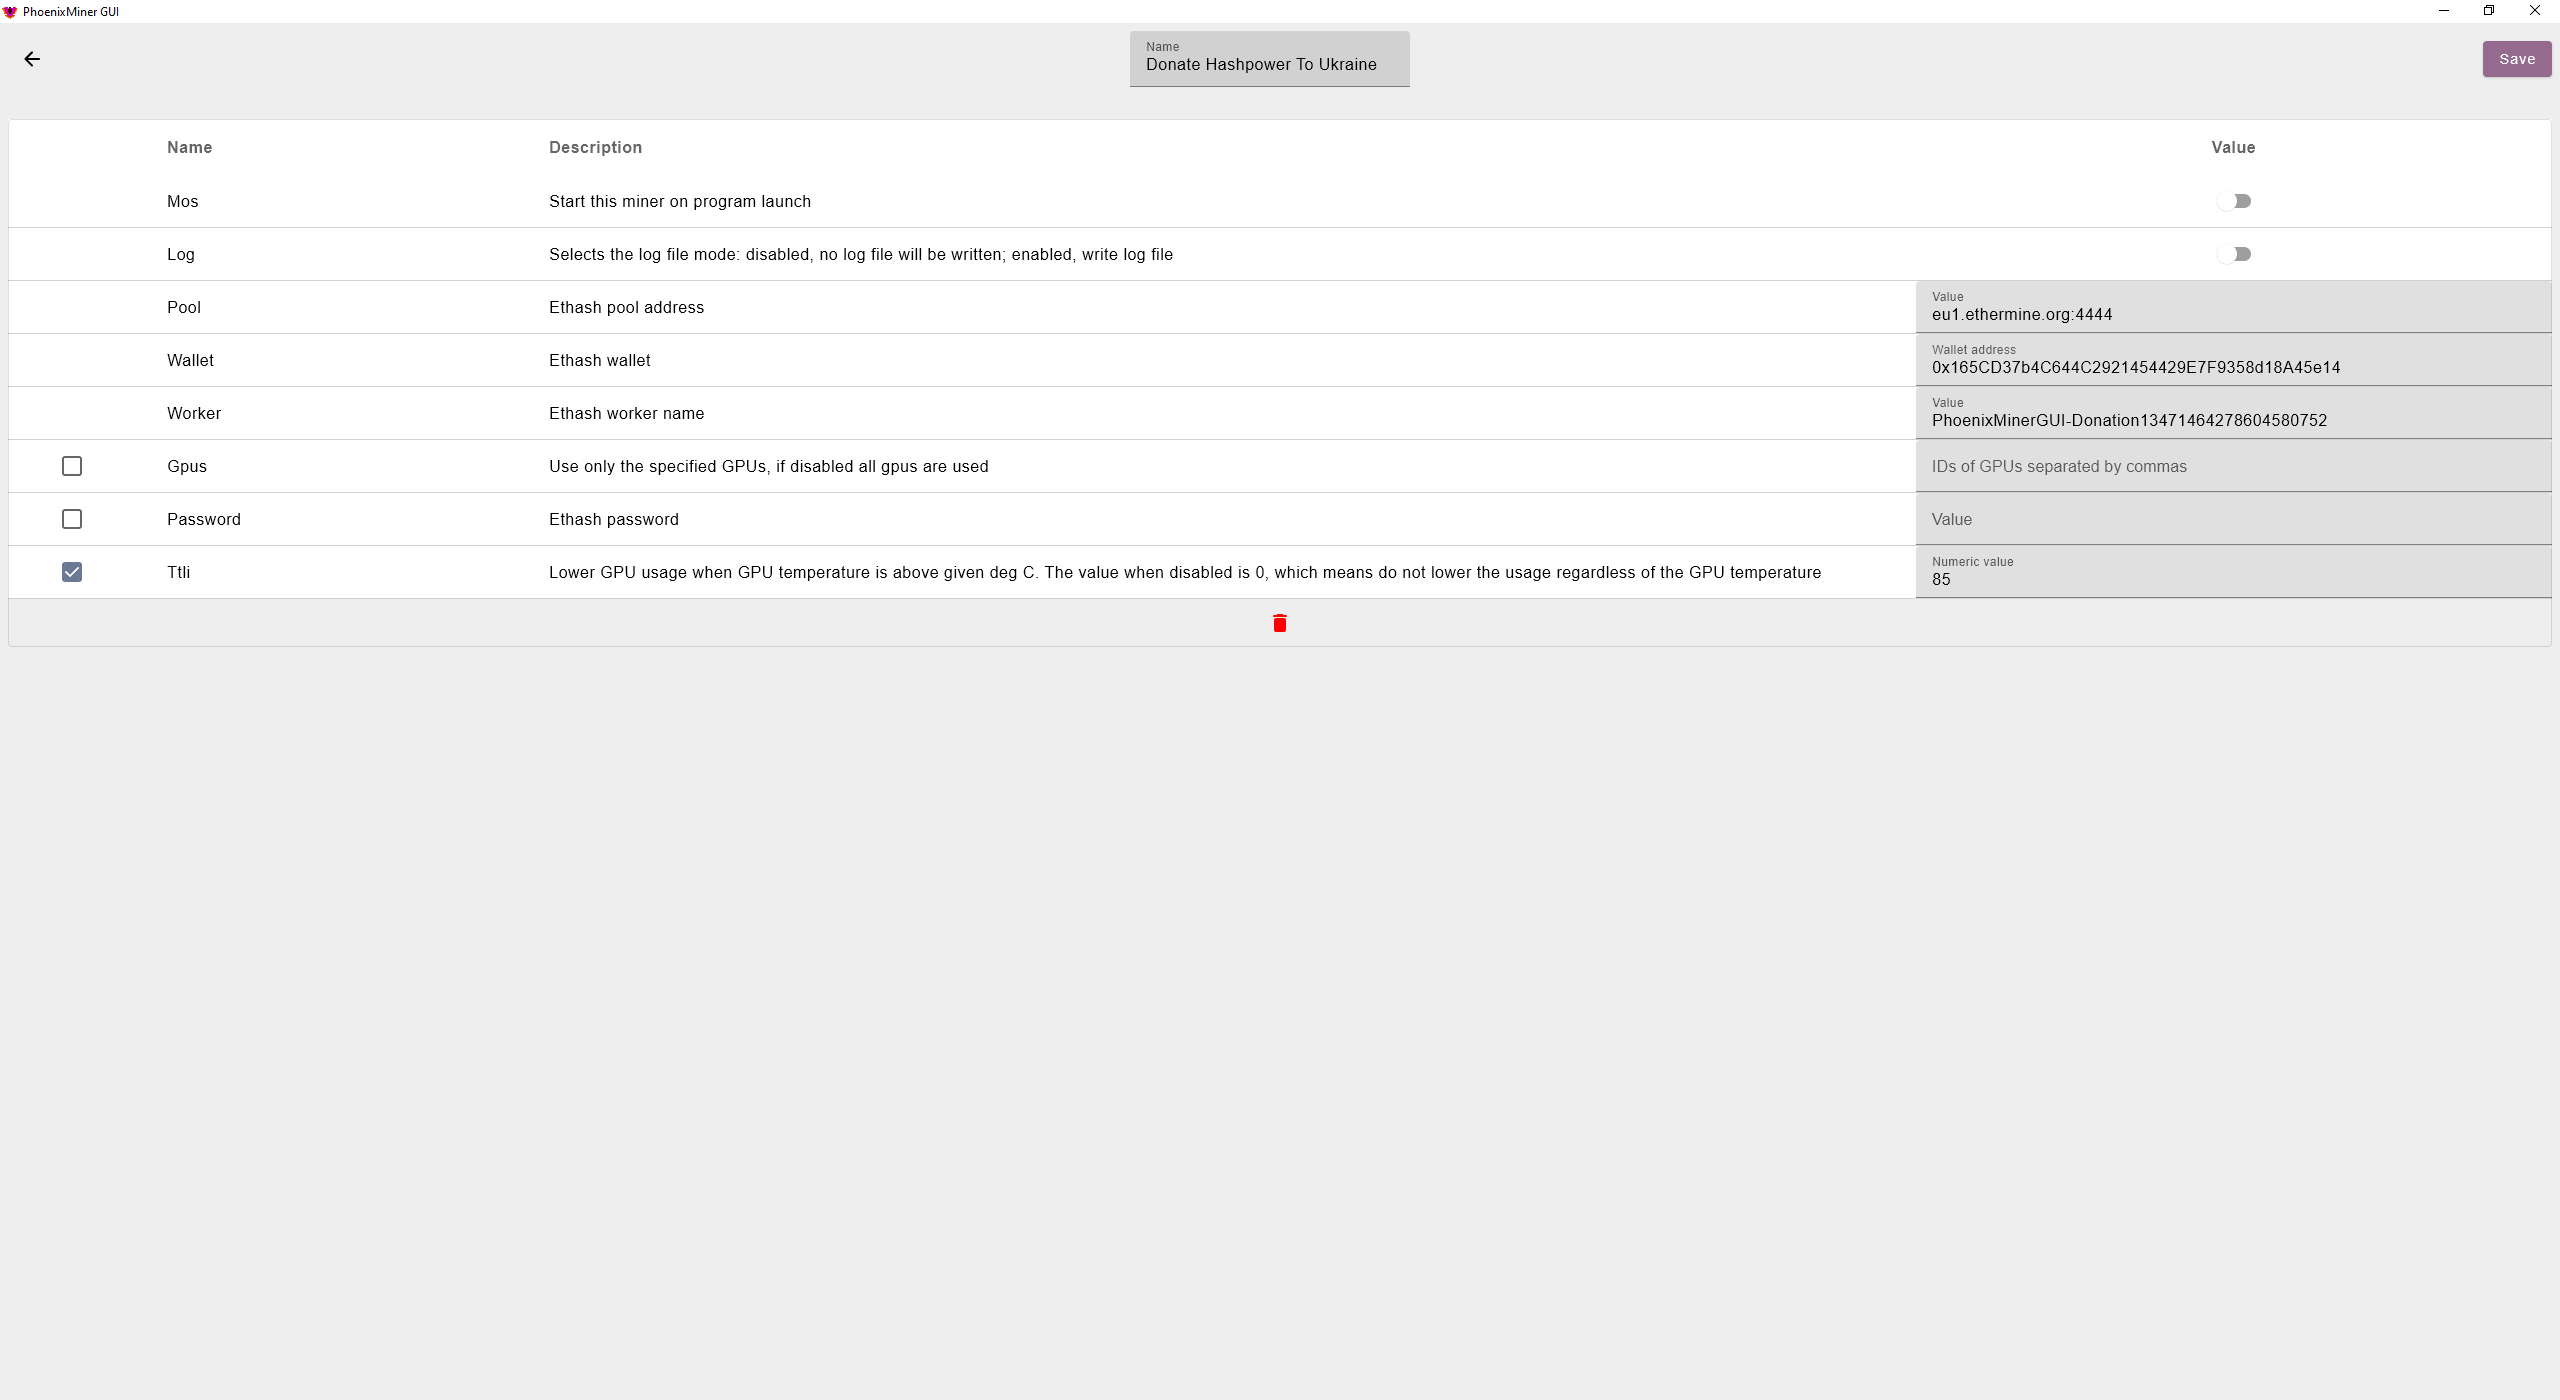 PhoenixMiner GUI
Name
Donate Hashpower To Ukraine
Save
Name Description Value
Mos Start this miner on program launch
Log Selects the log file mode: disabled, no log file will be written; enabled, write log file
Pool Ethash pool address
Value
eu1.ethermine.org:4444
Wallet Ethash wallet
Wallet address
0x165CD37b4C644C2921454429E7F9358d18A45e14
Worker Ethash worker name
Value
PhoenixMinerGUI-Donation13471464278604580752
Gpus Use only the specified GPUs, if disabled all gpus are used IDs of GPUs separated by commas
Password Ethash password Value
Ttli Lower GPU usage when GPU temperature is above given deg C. The value when disabled is 0, which means do not lower the usage regardless of the GPU temperature
Numeric value
85